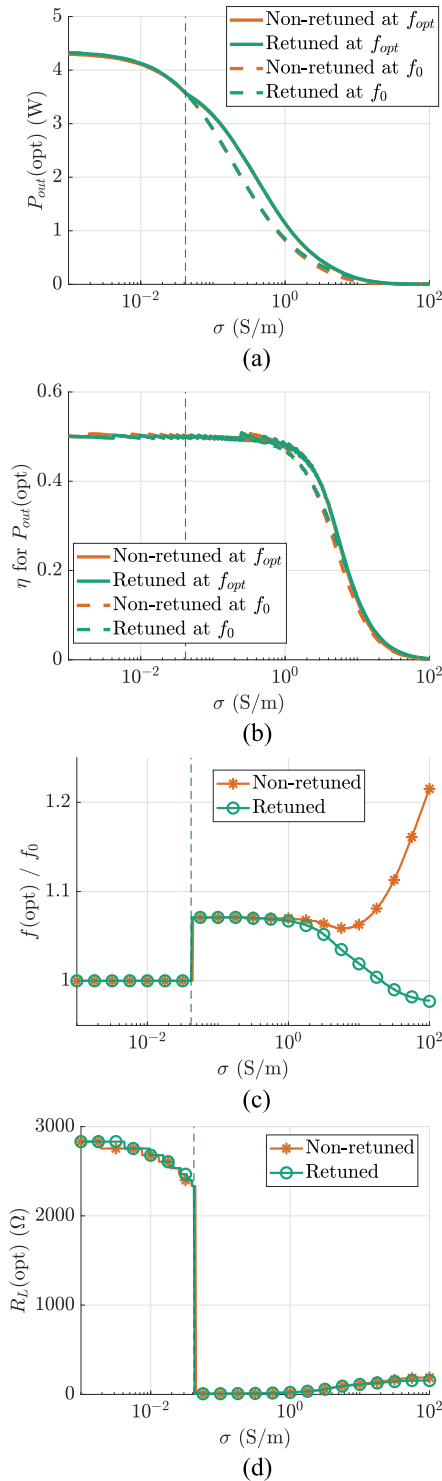 5
4
3
2
1
0
P_out(opt) (W)
Non-retuned at f_opt
Retuned at f_opt
Non-retuned at f_0
Retuned at f_0
10^-2
10^0
10^2
σ (S/m)
(a)
0.6
0.4
0.2
0
η for P_out(opt)
Non-retuned at f_opt
Retuned at f_opt
Non-retuned at f_0
Retuned at f_0
10^-2
10^0
10^2
σ (S/m)
(b)
1.2
1.1
1
f(opt) / f_0
Non-retuned
Retuned
10^-2
10^0
10^2
σ (S/m)
(c)
3000
2000
1000
0
R_L(opt) (Ω)
Non-retuned
Retuned
10^-2
10^0
10^2
σ (S/m)
(d)